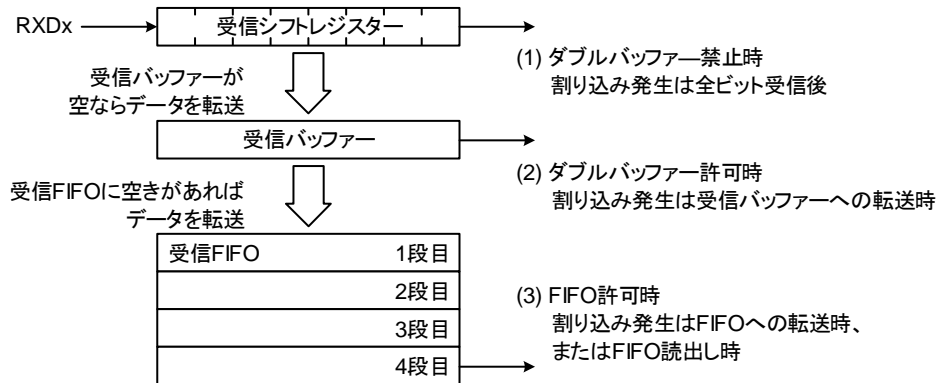 RXDx
受信シフトレジスター
(1) ダブルバッファ―禁止時
割り込み発生は全ビット受信後
受信バッファーが
空ならデータを転送
受信バッファー
(2) ダブルバッファー許可時
割り込み発生は受信バッファーへの転送時
受信FIFOに空きがあれば
データを転送
受信FIFO 1段目
2段目
3段目
4段目
(3) FIFO許可時
割り込み発生はFIFOへの転送時、
またはFIFO読出し時